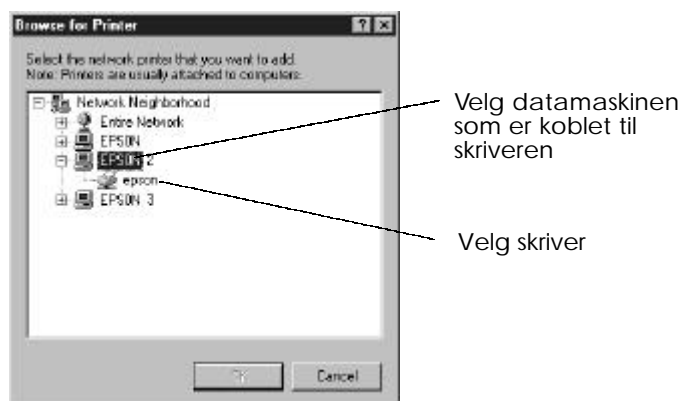 Browse for Printer
Select the network printer that you want to add.
Note: Printers are usually attached to computers.
Network Neighborhood
Entire Network
EPSON
EPSON 2
epson
EPSON 3
OK
Cancel
Velg datamaskinen
som er koblet til
skriveren
Velg skriver